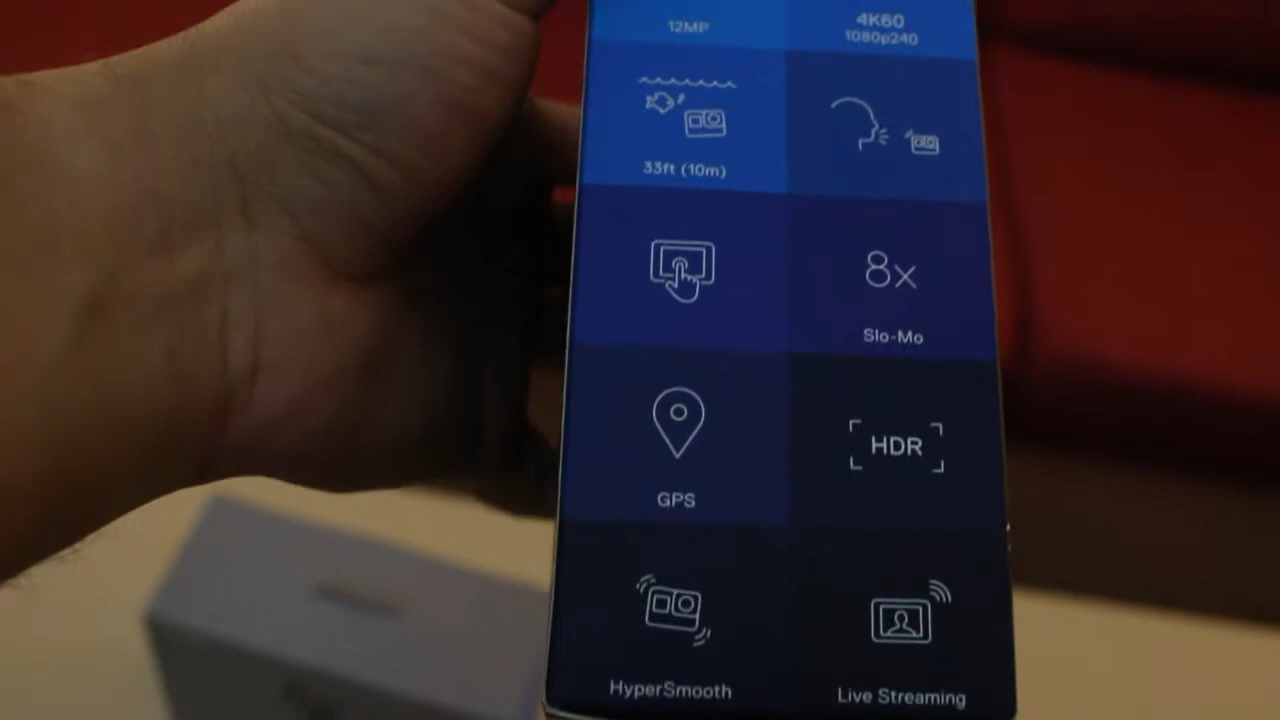 12MP
4K60
1080p240
33ft (10m)
8x
Slo-Mo
GPS
HDR
HyperSmooth
Live Streaming